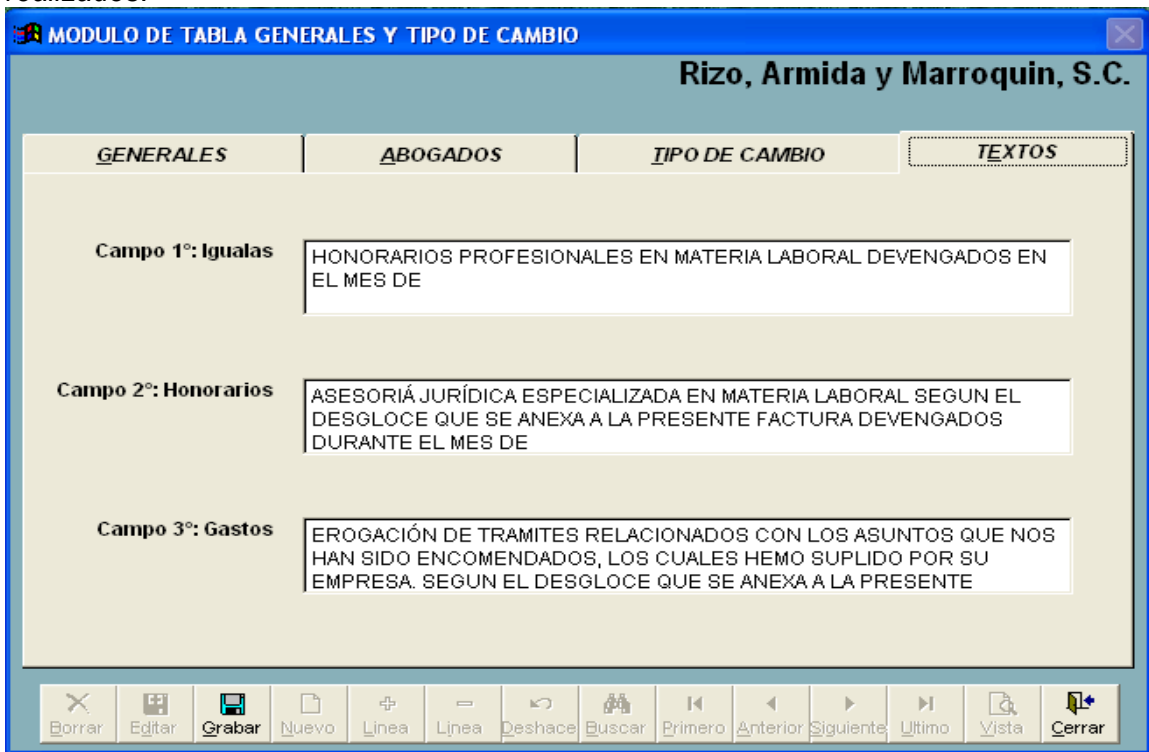 realizados.
MODULO DE TABLA GENERALES Y TIPO DE CAMBIO
Rizo, Armida y Marroquin, S.C.
GENERALES ABOGADOS TIPO DE CAMBIO TEXTOS
Campo 1°: Igualas
HONORARIOS PROFESIONALES EN MATERIA LABORAL DEVENGADOS EN
EL MES DE
Campo 2°: Honorarios
ASESORIÁ JURÍDICA ESPECIALIZADA EN MATERIA LABORAL SEGUN EL
DESGLOCE QUE SE ANEXA A LA PRESENTE FACTURA DEVENGADOS
DURANTE EL MES DE
Campo 3°: Gastos
EROGACIÓN DE TRAMITES RELACIONADOS CON LOS ASUNTOS QUE NOS
HAN SIDO ENCOMENDADOS, LOS CUALES HEMO SUPLIDO POR SU
EMPRESA. SEGUN EL DESGLOCE QUE SE ANEXA A LA PRESENTE
Borrar Editar Grabar Nuevo Linea Linea Deshace Buscar Primero Anterior Siguiente Ultimo Vista Cerrar